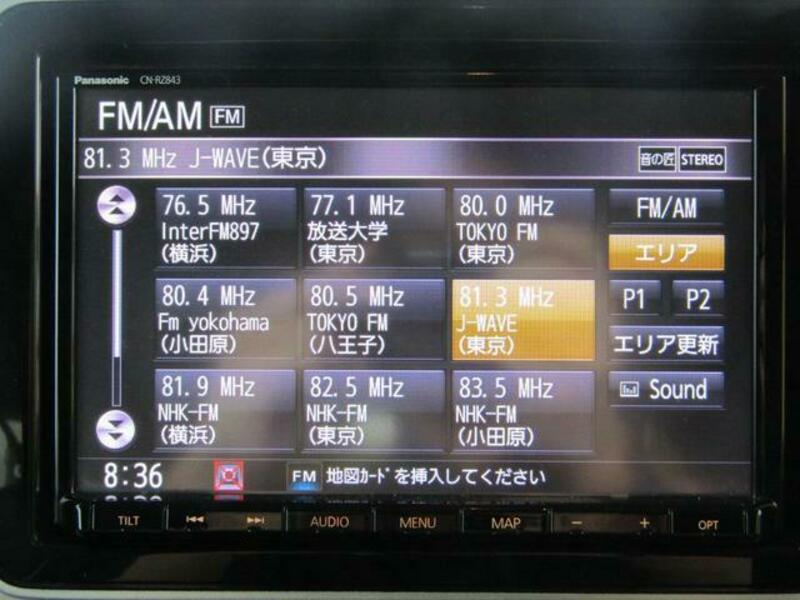 Panasonic CN-RZ843
FM/AM FM
81.3 MHz J-WAVE(東京) 音の匠 STEREO
76.5 MHz
InterFM897
(横浜)
77.1 MHz
放送大学
(東京)
80.0 MHz
TOKYO FM
(東京)
FM/AM
エリア
80.4 MHz
Fm yokohama
(小田原)
80.5 MHz
TOKYO FM
(八王子)
81.3 MHz
J-WAVE
(東京)
P1 P2
エリア更新
81.9 MHz
NHK-FM
(横浜)
82.5 MHz
NHK-FM
(東京)
83.5 MHz
NHK-FM
(小田原)
Sound
8:36 FM 地図ｶｰﾄﾞを挿入してください
TILT AUDIO MENU MAP - + OPT